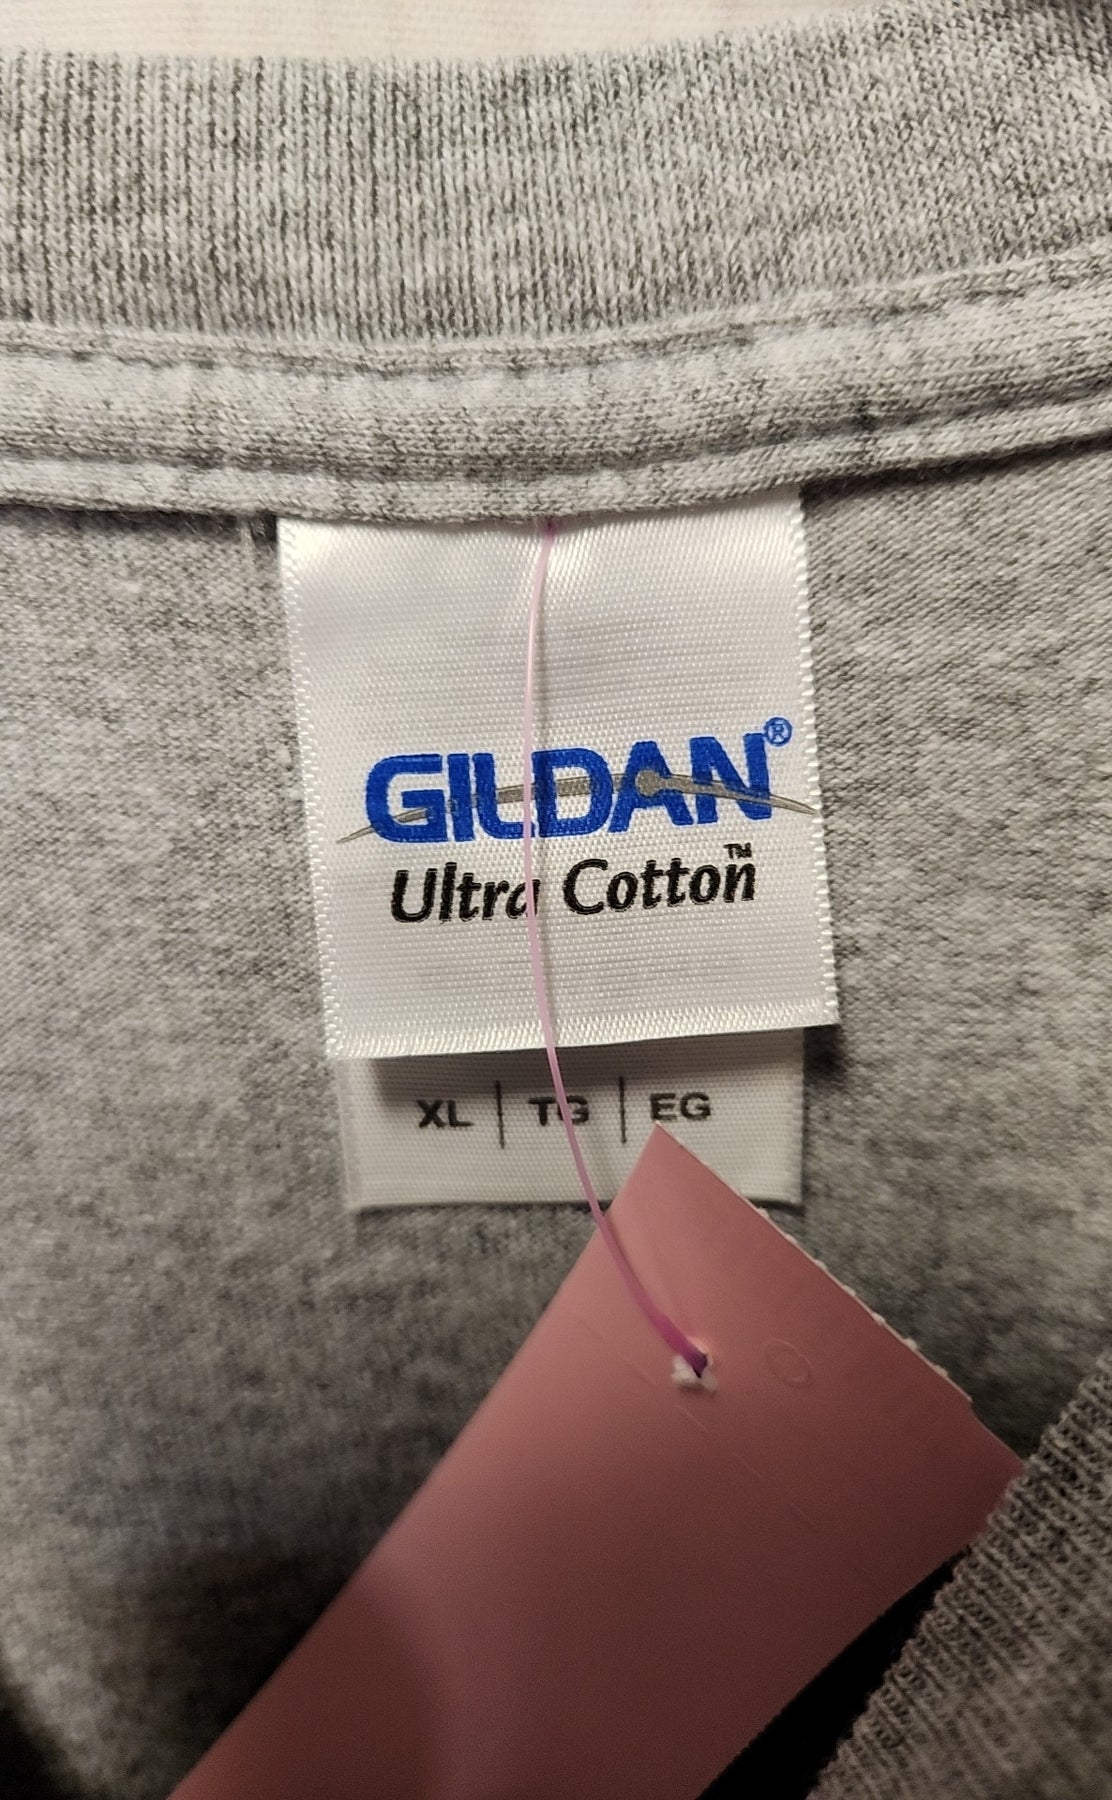 GILDAN®
Ultra Cotton™
XL | TG | EG